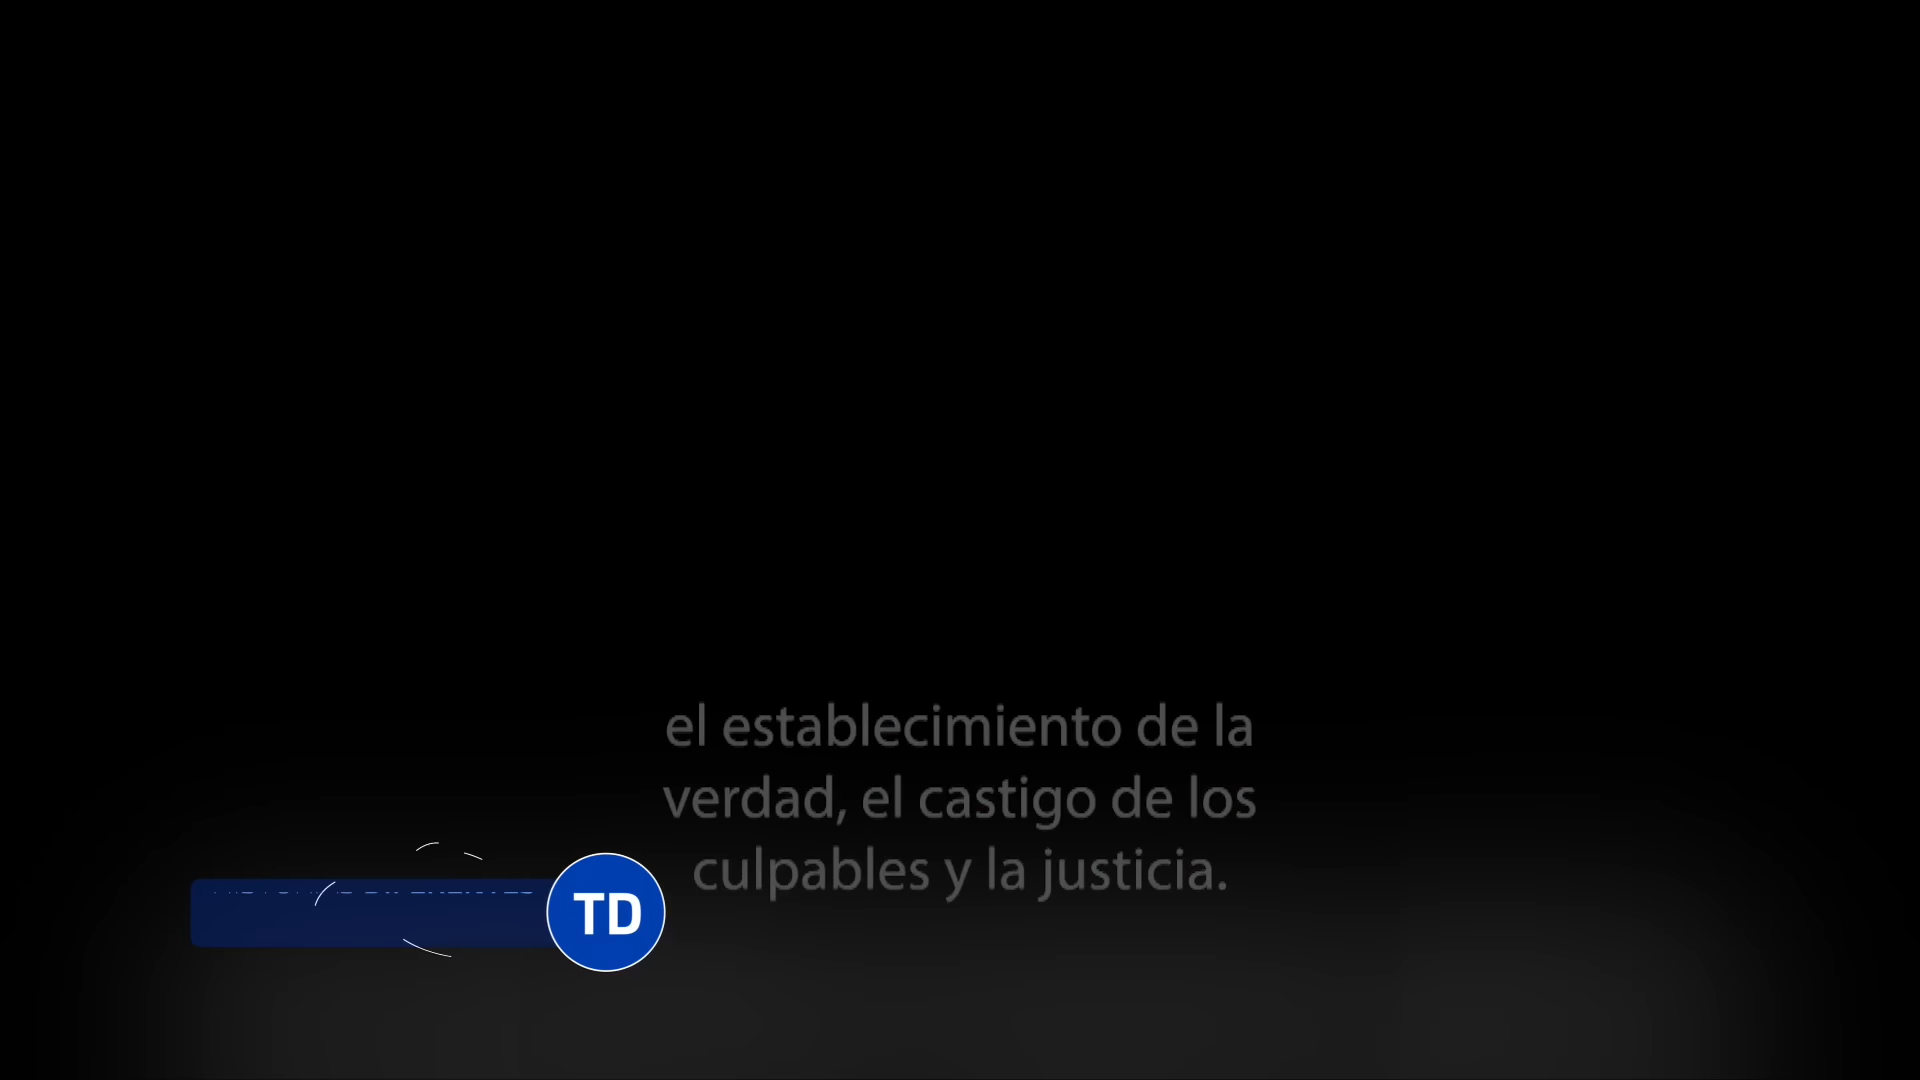 el establecimiento de la
verdad, el castigo de los
culpables y la justicia.
TD